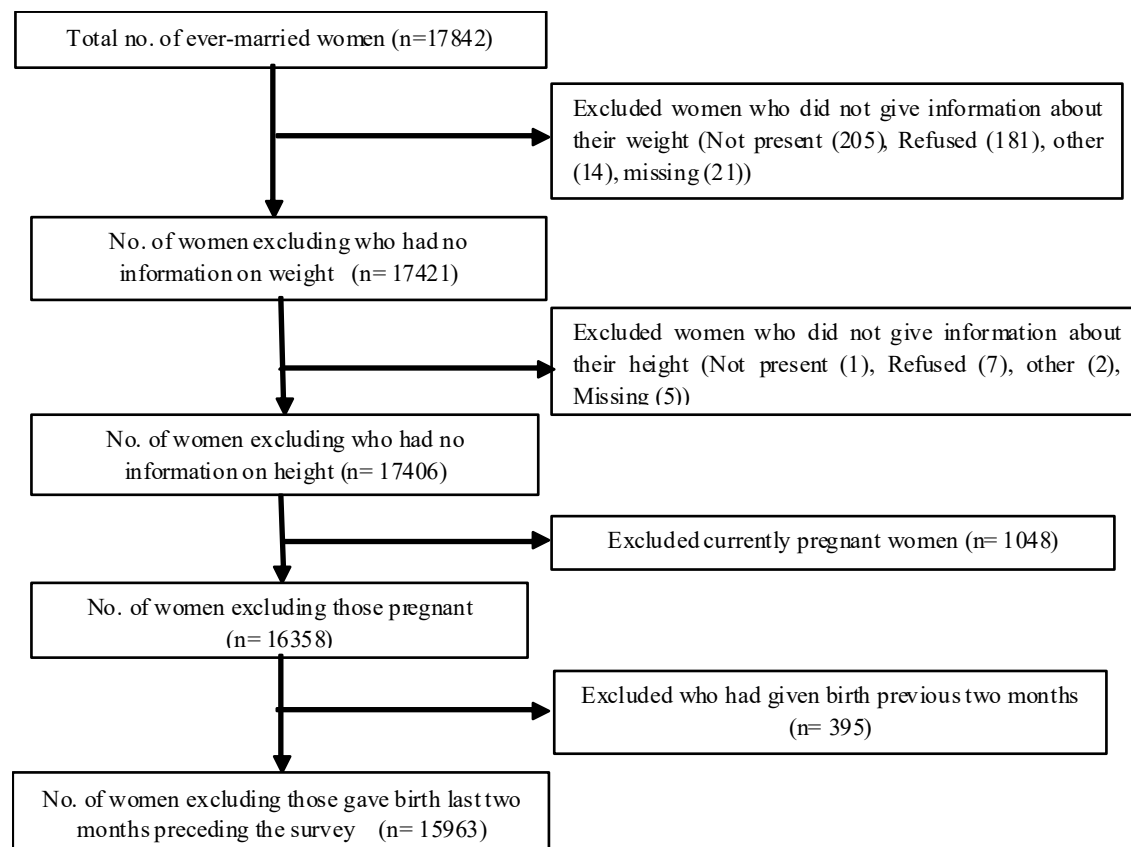 Total no. of ever-married women (n=17842)
Excluded women who did not give information about
their weight (Not present (205), Refused (181), other
(14), missing (21))
No. of women excluding who had no
information on weight (n= 17421)
Excluded women who did not give information about
their height (Not present (1), Refused (7), other (2),
Missing (5))
No. of women excluding who had no
information on height (n= 17406)
Excluded currently pregnant women (n= 1048)
No. of women excluding those pregnant
(n= 16358)
Excluded who had given birth previous two months
(n= 395)
No. of women excluding those gave birth last two
months preceding the survey (n= 15963)